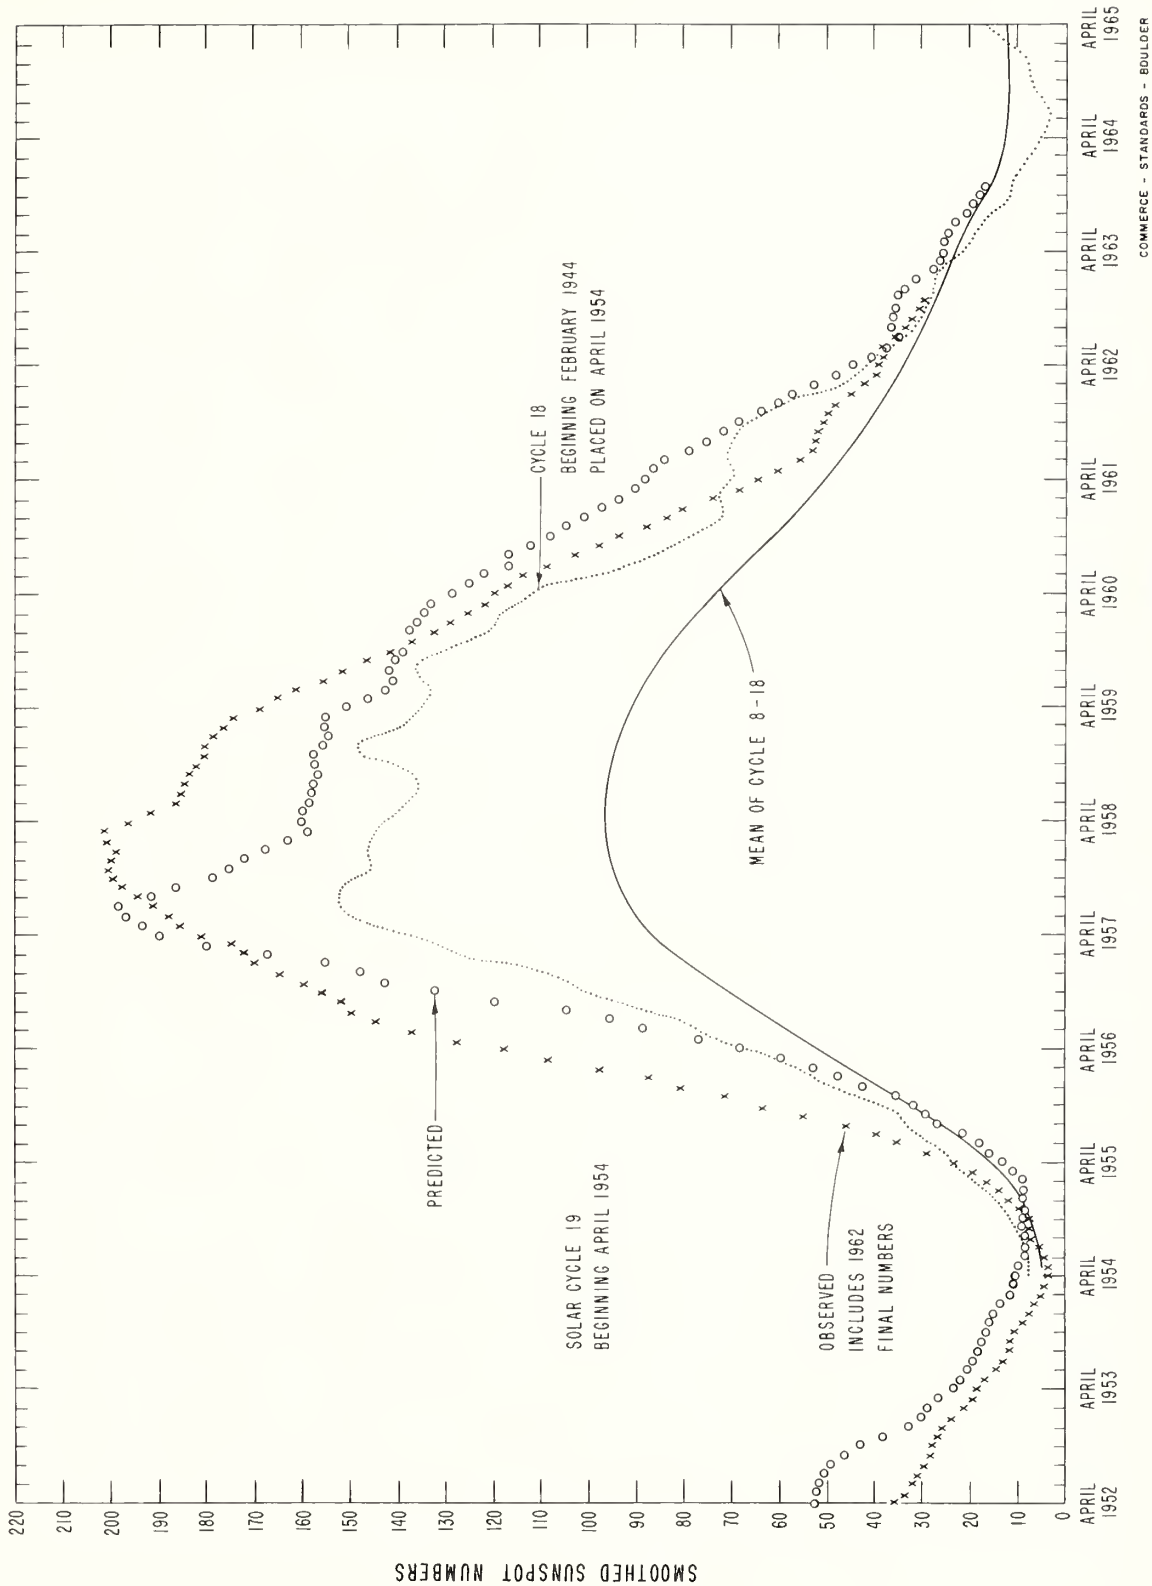 SMOOTHED SUNSPOT NUMBERS
220
210
200
190
180
170
160
150
140
130
120
110
100
90
80
70
60
50
40
30
20
10
0
PREDICTED
SOLAR CYCLE 19
BEGINNING APRIL 1954
OBSERVED
INCLUDES 1962
FINAL NUMBERS
CYCLE 18
BEGINNING FEBRUARY 1944
PLACED ON APRIL 1954
MEAN OF CYCLE 8-18
APRIL
1952
APRIL
1953
APRIL
1954
APRIL
1955
APRIL
1956
APRIL
1957
APRIL
1958
APRIL
1959
APRIL
1960
APRIL
1961
APRIL
1962
APRIL
1963
APRIL
1964
APRIL
1965
COMMERCE - STANDARDS - BOULDER